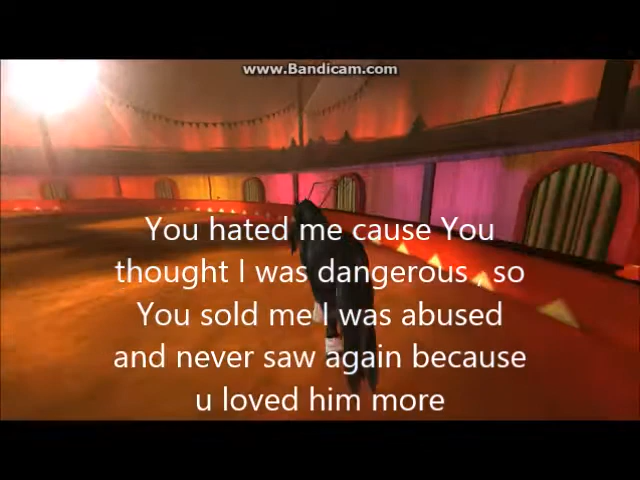 www.Bandicam.com
You hated me cause You
thought I was dangerous , so
You sold me I was abused
and never saw again because
u loved him more